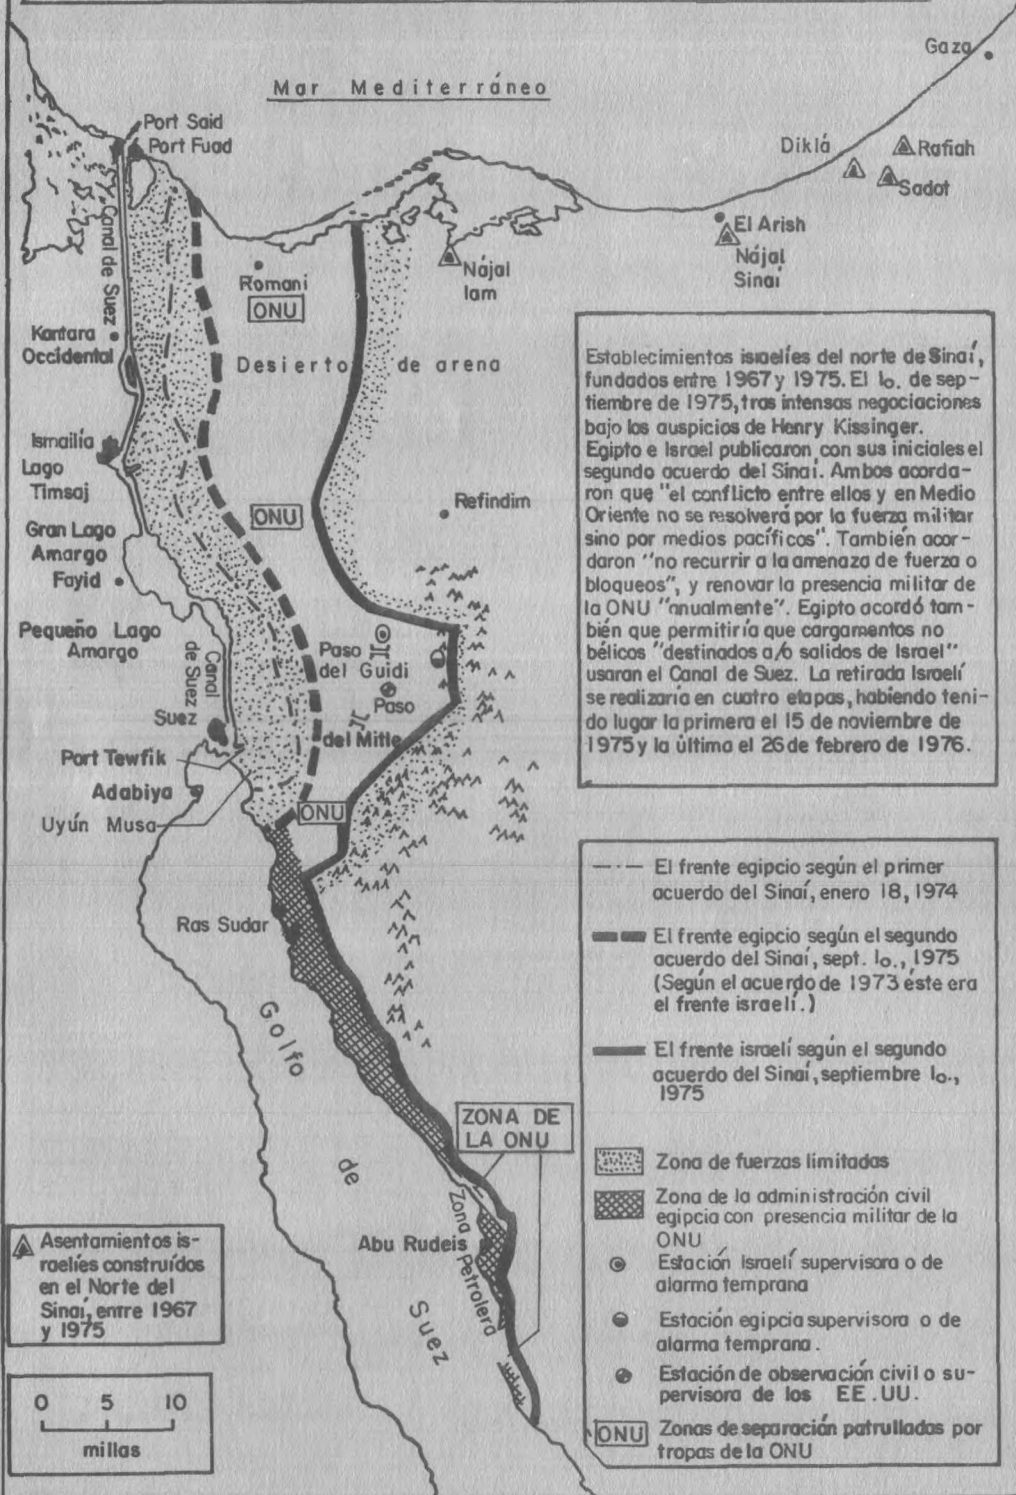 Gaza
Mar Mediterráneo
Port Said
Port Fuad
Diklá
Rafiah
Sadot
Canal de Suez
El Arish
Nájal
Sinaí
Nájal
Iam
Romaní
ONU
Kantara
Occidental
Desierto de arena
Establecimientos israelíes del norte de Sinaí,
fundados entre 1967 y 1975. El 1o. de sep-
tiembre de 1975, tras intensas negociaciones
bajo los auspicios de Henry Kissinger.
Egipto e Israel publicaron con sus iniciales el
segundo acuerdo del Sinaí. Ambos acorda-
ron que "el conflicto entre ellos y en Medio
Oriente no se resolverá por la fuerza militar
sino por medios pacíficos". También acor-
daron "no recurrir a la amenaza de fuerza o
bloqueos", y renovar la presencia militar de
la ONU "anualmente". Egipto acordó tam-
bién que permitiría que cargamentos no
bélicos "destinados a/ó salidos de Israel"
usaran el Canal de Suez. La retirada Israelí
se realizaría en cuatro etapas, habiendo teni-
do lugar la primera el 15 de noviembre de
1975 y la última el 26 de febrero de 1976.
Ismailía
Lago
Timsaj
Refindim
ONU
Gran Lago
Amargo
Fayid
Pequeño Lago
Amargo
Canal
de Suez
Paso
del Guidi
Paso
del Mitle
Suez
Port Tewfik
Adabiya
Uyún Musa
ONU
Ras Sudar
Golfo
de
Suez
ZONA DE
LA ONU
Zona Petrolera
Abu Rudeis
El frente egipcio según el primer
acuerdo del Sinaí, enero 18, 1974
El frente egipcio según el segundo
acuerdo del Sinaí, sept. 1o., 1975
(Según el acuerdo de 1973 éste era
el frente israelí.)
El frente israelí según el segundo
acuerdo del Sinaí, septiembre 1o.,
1975
Zona de fuerzas limitadas
Zona de la administración civil
egipcia con presencia militar de la
ONU
Estación Israelí supervisora o de
alarma temprana
Estación egipcia supervisora o de
alarma temprana.
Estación de observación civil o su-
pervisora de los EE.UU.
ONU Zonas de separación patrulladas por
tropas de la ONU
Asentamientos is-
raelíes construídos
en el Norte del
Sinaí, entre 1967
y 1975
0 5 10
millas